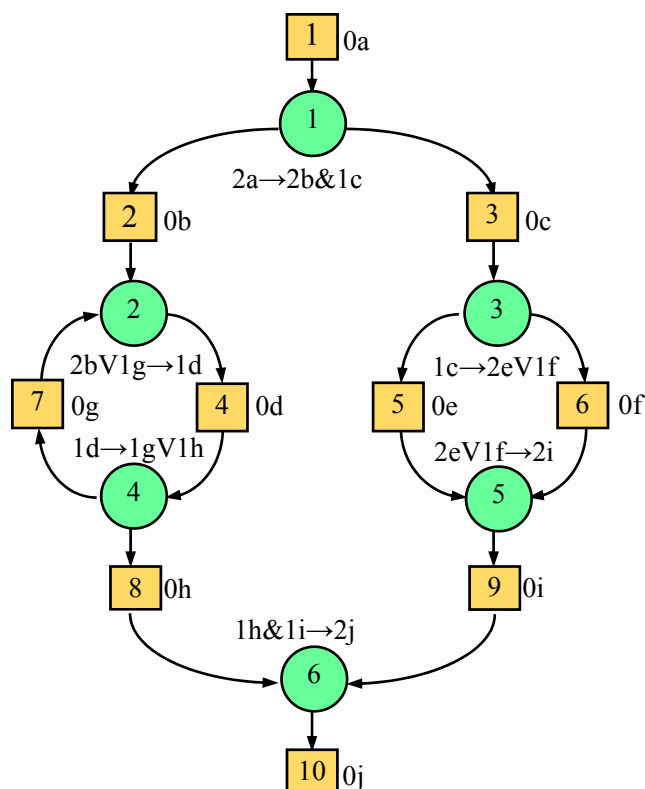 1 0a
1
2a→2b&1c
2 0b
3 0c
2
3
2bV1g→1d
1c→2eV1f
7 0g
4 0d
5 0e
6 0f
1d→1gV1h
2eV1f→2i
4
5
8 0h
9 0i
1h&1i→2j
6
10 0j